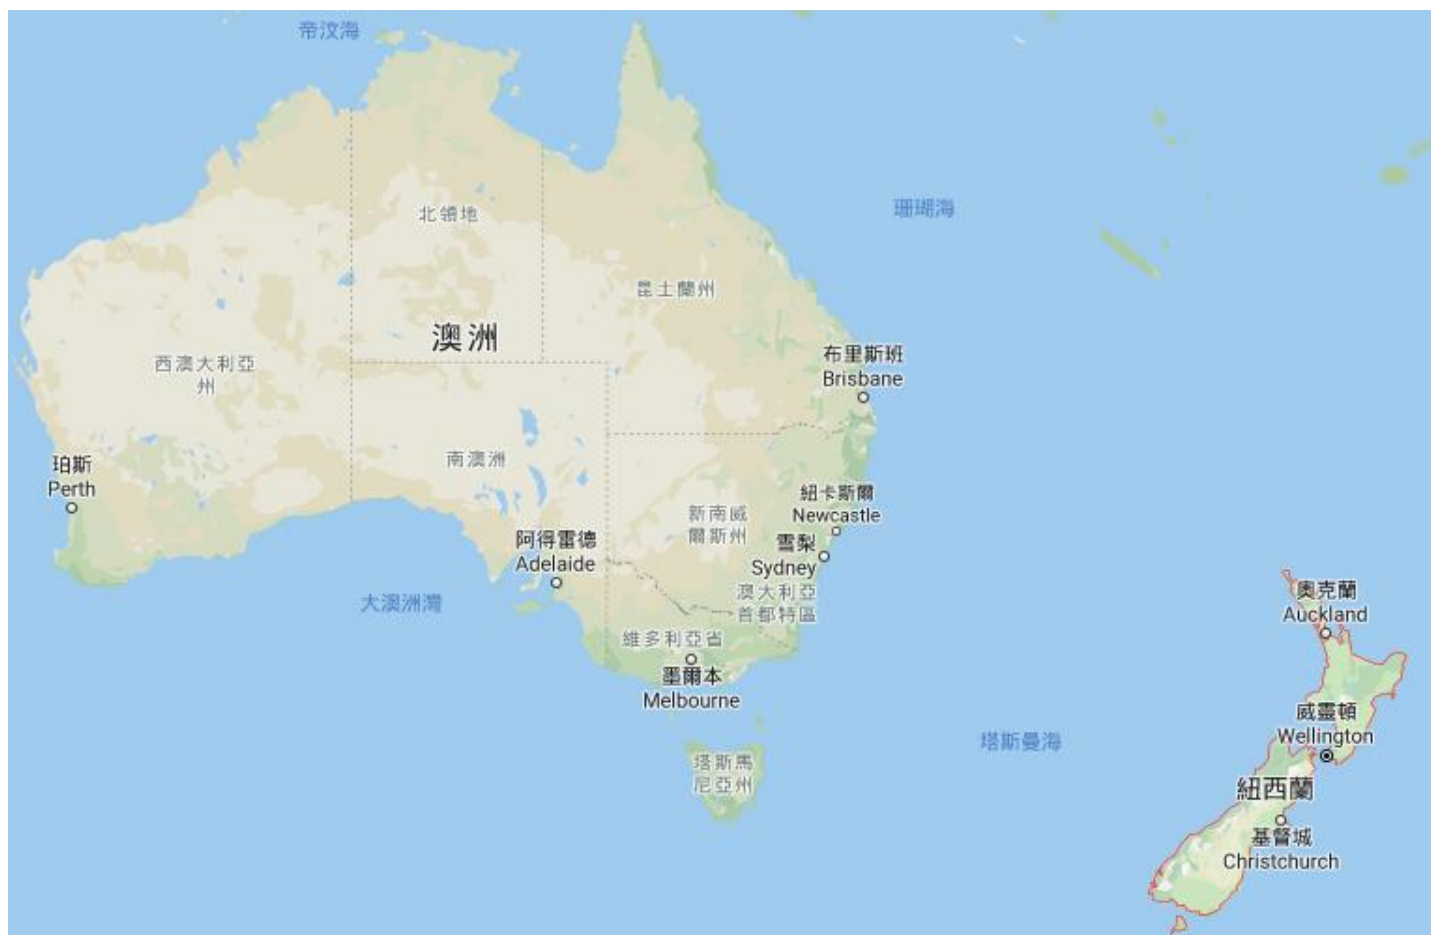 帝汶海
北領地
珊瑚海
昆士蘭州
澳洲
西澳大利亞
州
布里斯班
Brisbane
南澳洲
珀斯
Perth
紐卡斯爾
Newcastle
新南威
爾斯州
阿得雷德
Adelaide
雪梨
Sydney
澳大利亞
首都特區
大澳洲灣
奧克蘭
Auckland
維多利亞省
墨爾本
Melbourne
威靈頓
Wellington
塔斯曼海
塔斯馬
尼亞州
紐西蘭
基督城
Christchurch